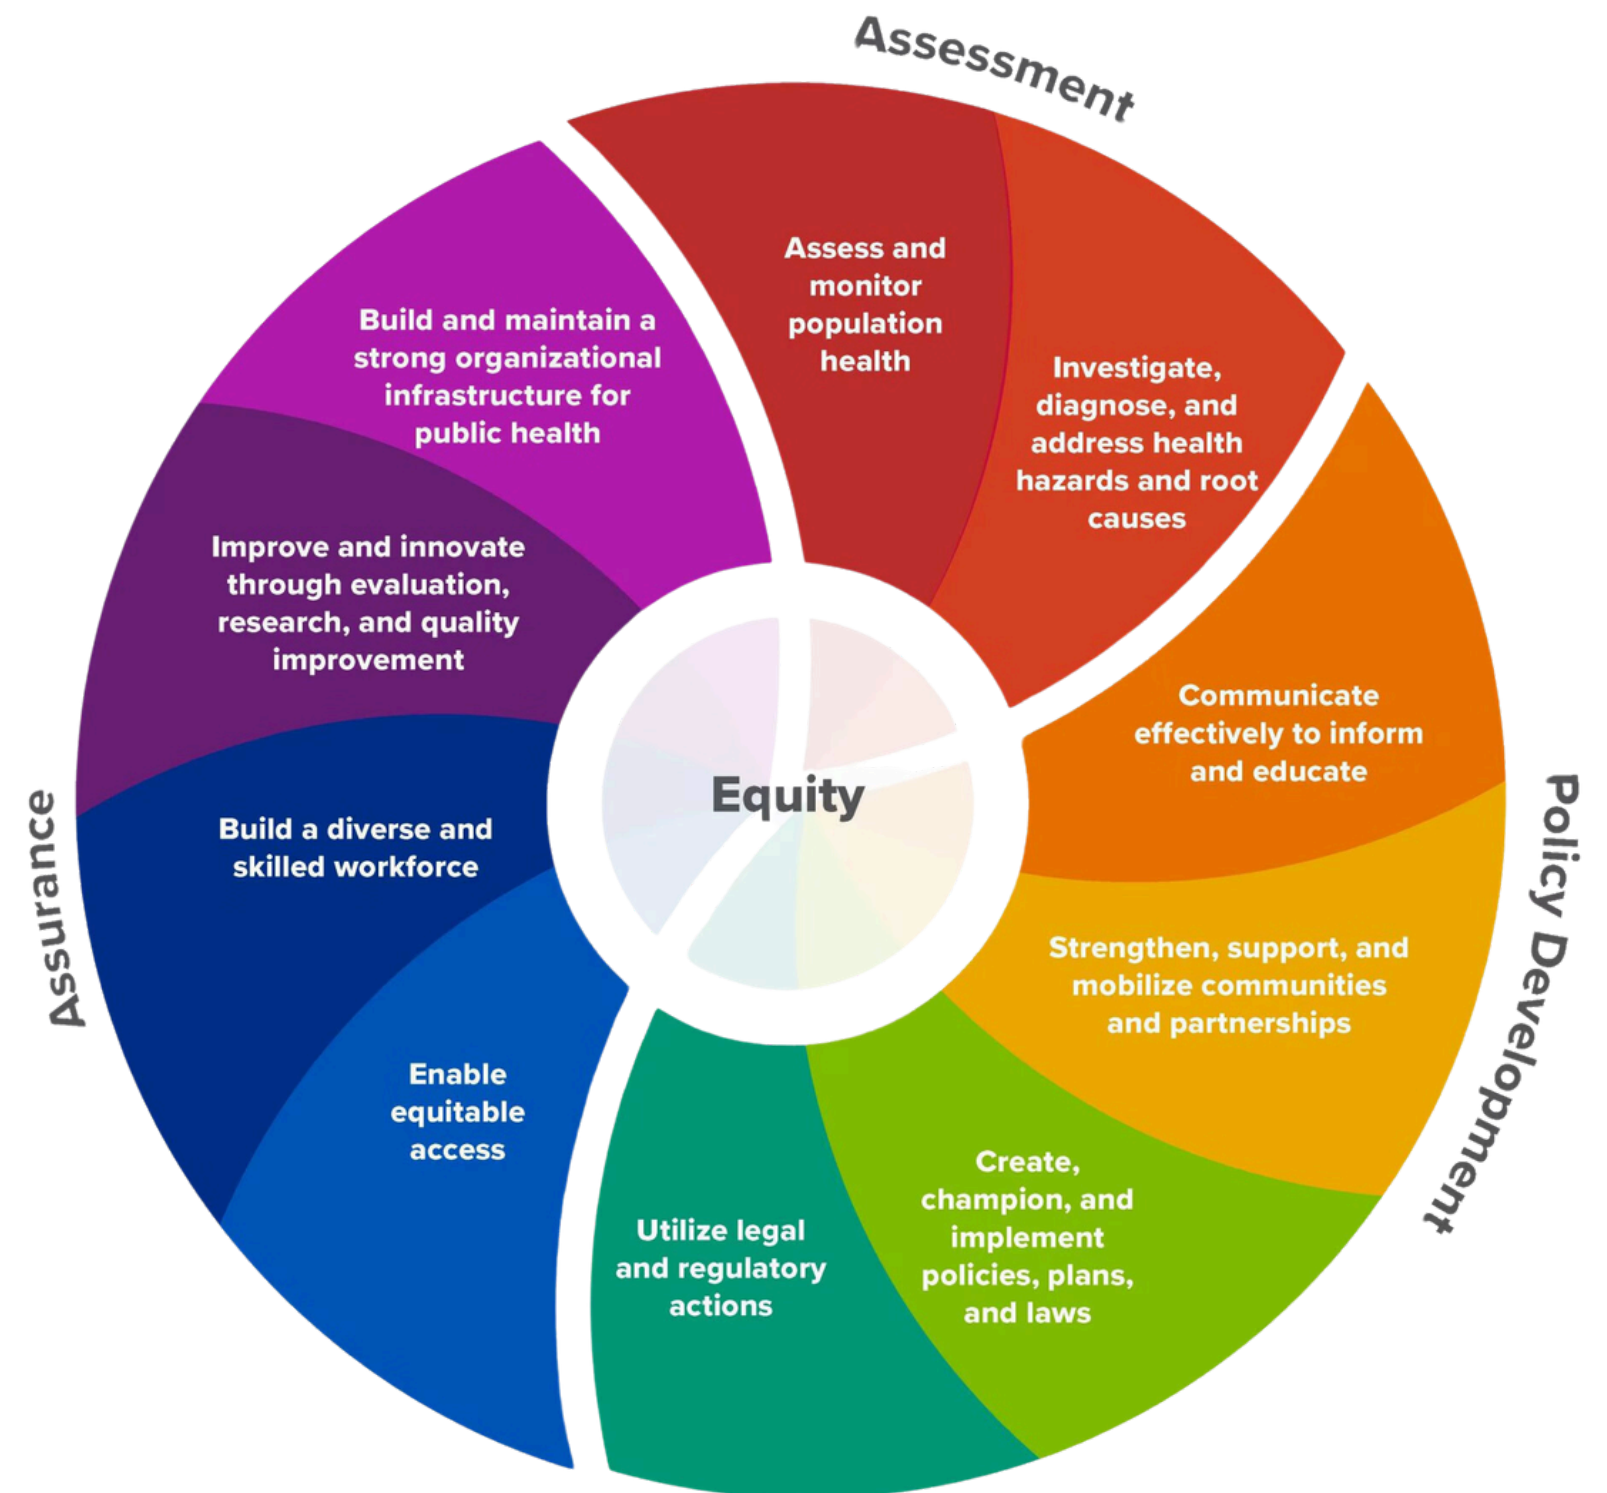 Assessment
Assess and
monitor
population
health
Investigate,
diagnose, and
address health
hazards and root
causes
Policy Development
Communicate
effectively to inform
and educate
Strengthen, support, and
mobilize communities
and partnerships
Create,
champion, and
implement
policies, plans,
and laws
Utilize legal
and regulatory
actions
Assurance
Enable
equitable
access
Build a diverse and
skilled workforce
Improve and innovate
through evaluation,
research, and quality
improvement
Build and maintain a
strong organizational
infrastructure for
public health
Equity